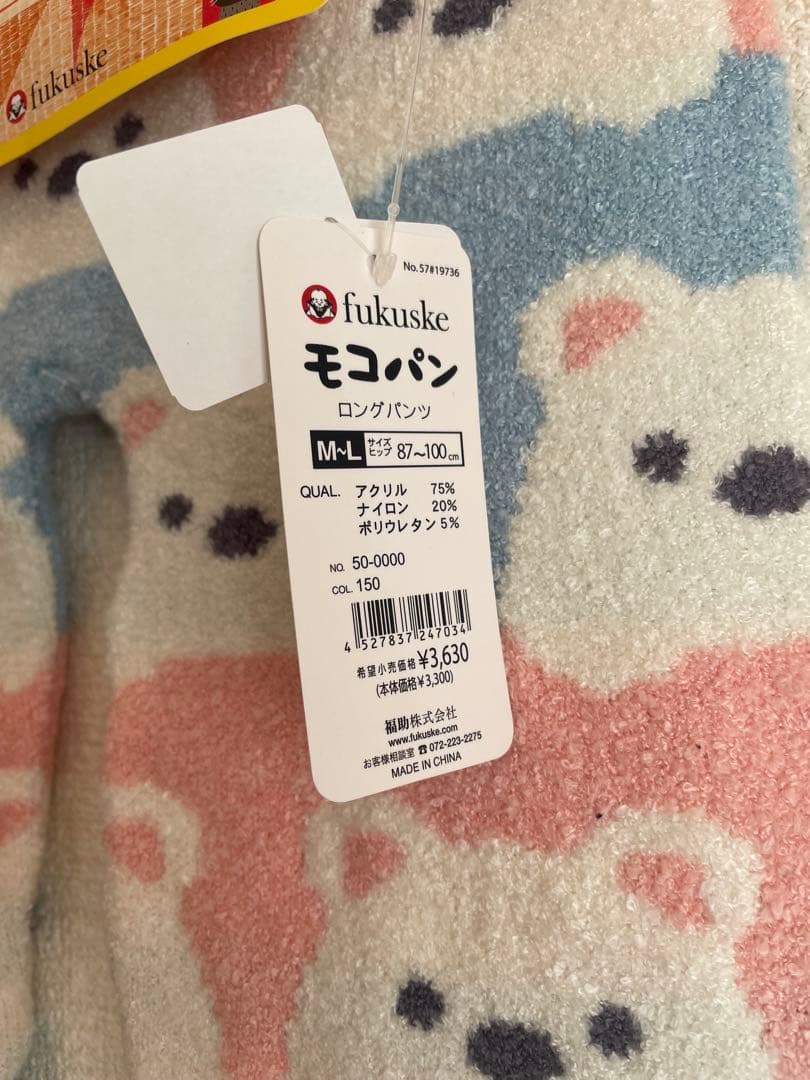 fukuske
No.57#19736
fukuske
モコパン
ロングパンツ
M~L サイズ ヒップ 87~100cm
QUAL. アクリル 75%
ナイロン 20%
ポリウレタン 5%
NO. 50-0000
COL. 150
4 527837 247034
希望小売価格 ¥3,630
(本体価格¥3,300)
福助株式会社
www.fukuske.com
お客様相談室 ☎072-223-2275
MADE IN CHINA